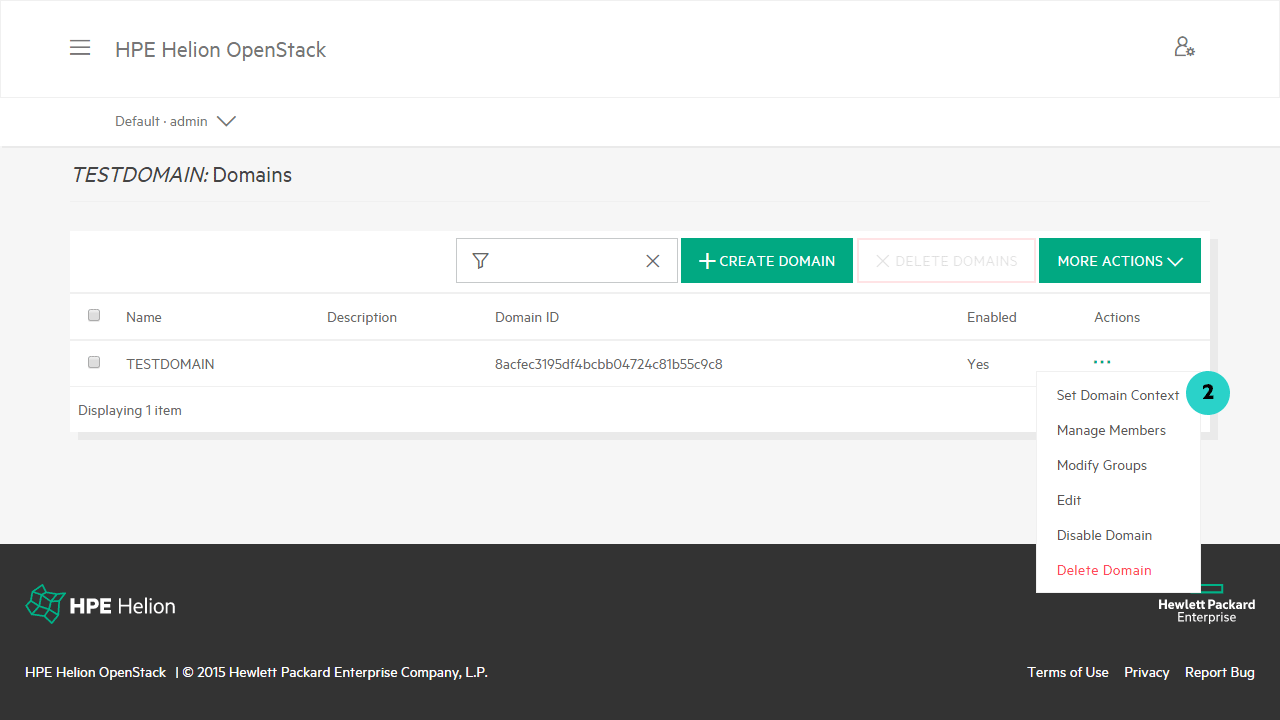 HPE Helion OpenStack
Default · admin
TESTDOMAIN: Domains
CREATE DOMAIN DELETE DOMAINS MORE ACTIONS
Name Description Domain ID Enabled Actions
TESTDOMAIN 8acfec3195df4bcbb04724c81b55c9c8 Yes
Displaying 1 item
Set Domain Context 2
Manage Members
Modify Groups
Edit
Disable Domain
Delete Domain
HPE Helion
Hewlett Packard
Enterprise
HPE Helion OpenStack | © 2015 Hewlett Packard Enterprise Company, L.P. Terms of Use Privacy Report Bug